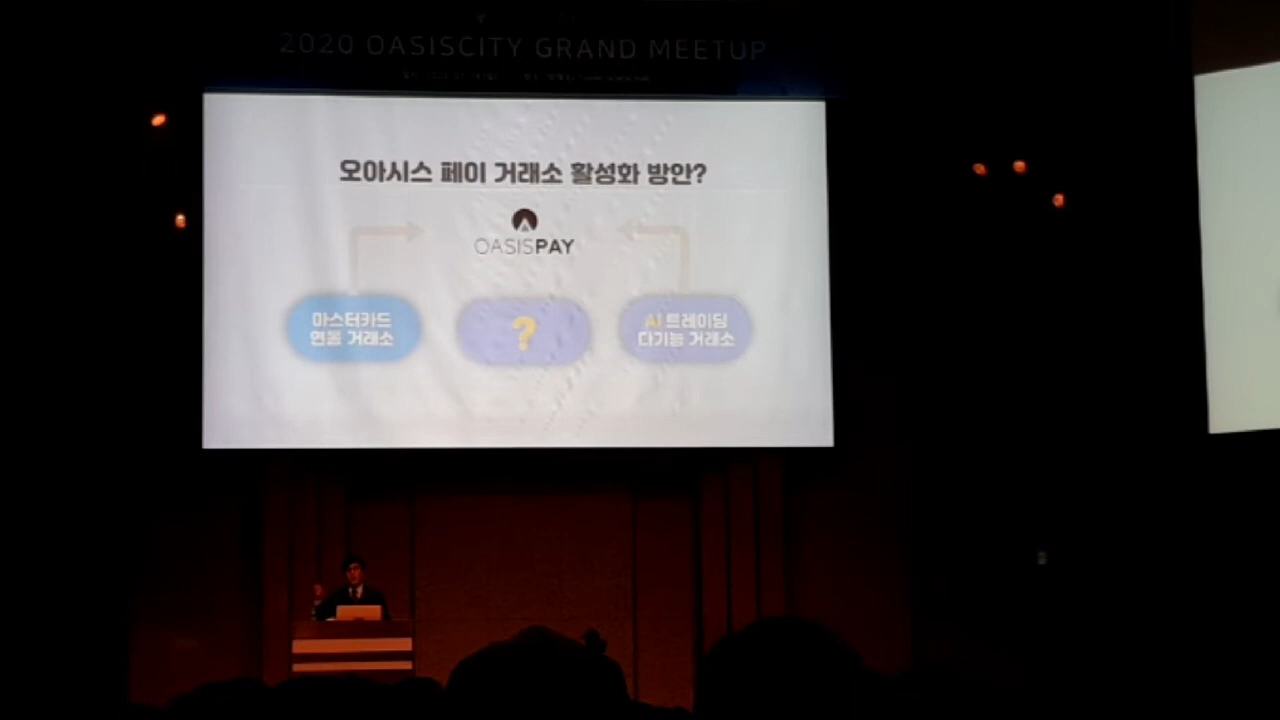 2020 OASISCITY GRAND MEETUP
오아시스 페이 거래소 활성화 방안?
OASISPAY
마스터카드
연동 거래소
?
AI 트레이딩
다기능 거래소